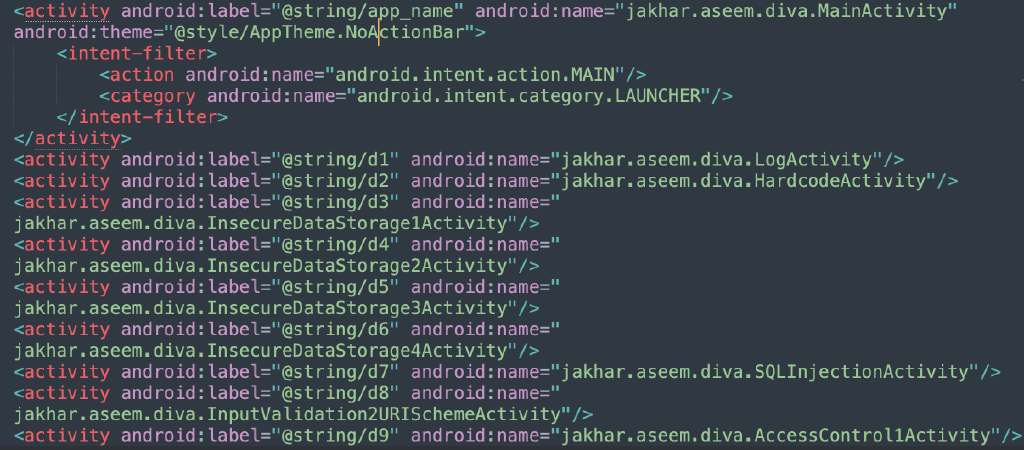 <activity android:label="@string/app_name" android:name="jakhar.aseem.diva.MainActivity"
android:theme="@style/AppTheme.NoActionBar">
    <intent-filter>
        <action android:name="android.intent.action.MAIN"/>
        <category android:name="android.intent.category.LAUNCHER"/>
    </intent-filter>
</activity>
<activity android:label="@string/d1" android:name="jakhar.aseem.diva.LogActivity"/>
<activity android:label="@string/d2" android:name="jakhar.aseem.diva.HardcodeActivity"/>
<activity android:label="@string/d3" android:name="
jakhar.aseem.diva.InsecureDataStorage1Activity"/>
<activity android:label="@string/d4" android:name="
jakhar.aseem.diva.InsecureDataStorage2Activity"/>
<activity android:label="@string/d5" android:name="
jakhar.aseem.diva.InsecureDataStorage3Activity"/>
<activity android:label="@string/d6" android:name="
jakhar.aseem.diva.InsecureDataStorage4Activity"/>
<activity android:label="@string/d7" android:name="jakhar.aseem.diva.SQLInjectionActivity"/>
<activity android:label="@string/d8" android:name="
jakhar.aseem.diva.InputValidation2URISchemeActivity"/>
<activity android:label="@string/d9" android:name="jakhar.aseem.diva.AccessControl1Activity"/>